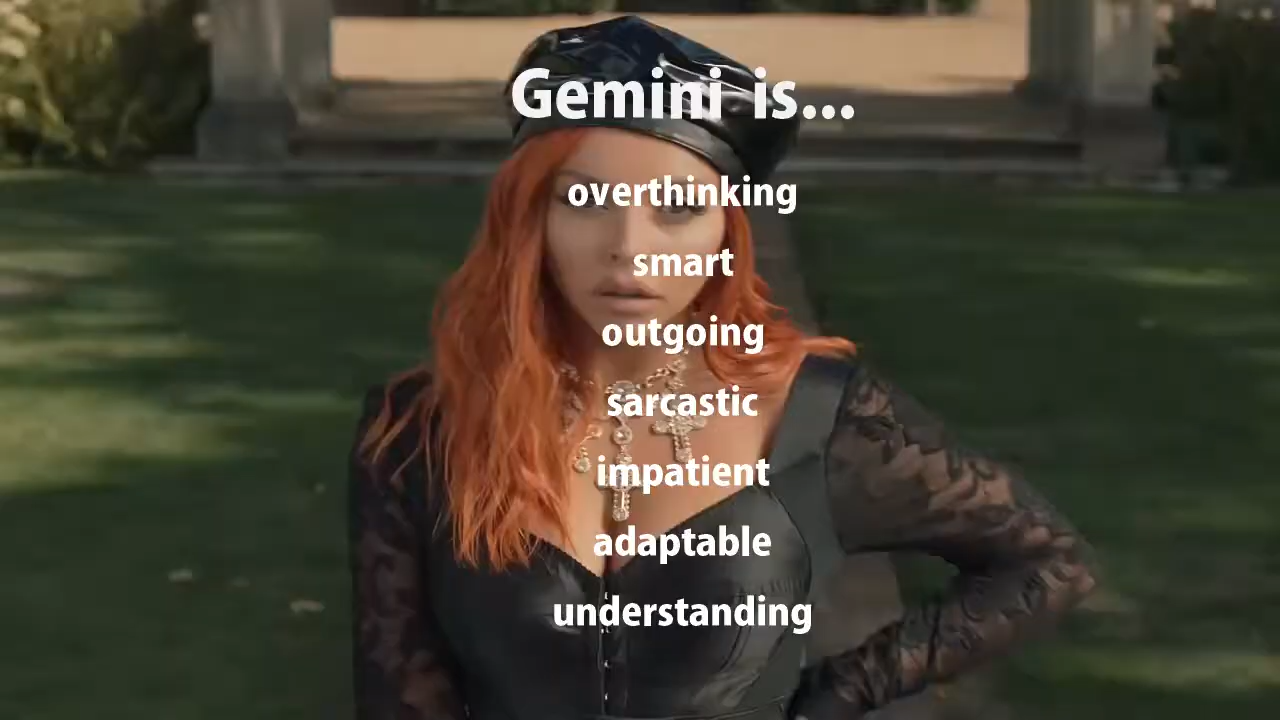 Gemini is...
overthinking
smart
outgoing
sarcastic
impatient
adaptable
understanding